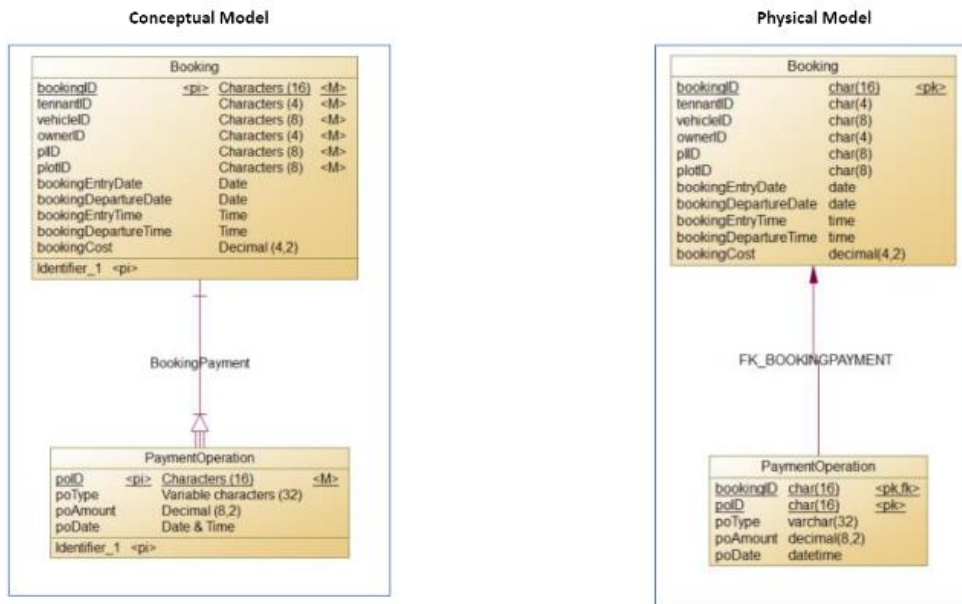 Conceptual Model
Booking
bookingID <pi> Characters (16) <M>
tennantID Characters (4) <M>
vehicleID Characters (8) <M>
ownerID Characters (4) <M>
plID Characters (8) <M>
plotID Characters (8) <M>
bookingEntryDate Date
bookingDepartureDate Date
bookingEntryTime Time
bookingDepartureTime Time
bookingCost Decimal (4,2)
Identifier_1 <pi>
BookingPayment
PaymentOperation
poID <pi> Characters (16) <M>
poType Variable characters (32)
poAmount Decimal (8,2)
poDate Date & Time
Identifier_1 <pi>
Physical Model
Booking
bookingID char(16) <pk>
tennantID char(4)
vehicleID char(8)
ownerID char(4)
plID char(8)
plotID char(8)
bookingEntryDate date
bookingDepartureDate date
bookingEntryTime time
bookingDepartureTime time
bookingCost decimal(4,2)
FK_BOOKINGPAYMENT
PaymentOperation
bookingID char(16) <pk,fk>
poID char(16) <pk>
poType varchar(32)
poAmount decimal(8,2)
poDate datetime